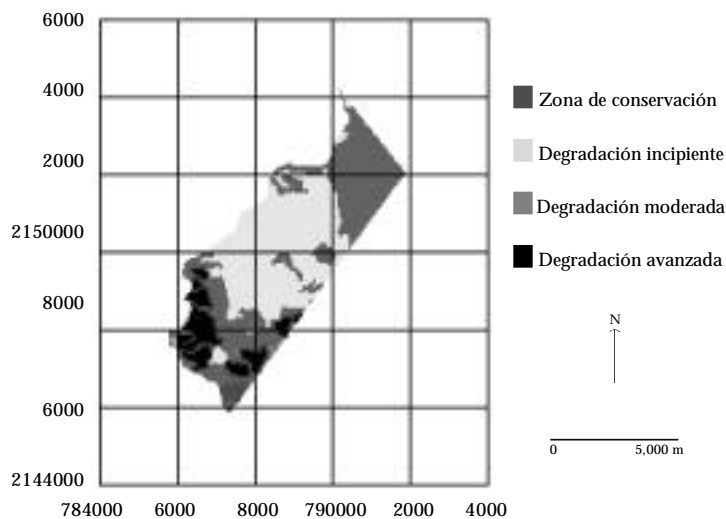 6000
4000
2000
2150000
8000
6000
2144000
784000 6000 8000 790000 2000 4000
Zona de conservación
Degradación incipiente
Degradación moderada
Degradación avanzada
N
0 5,000 m